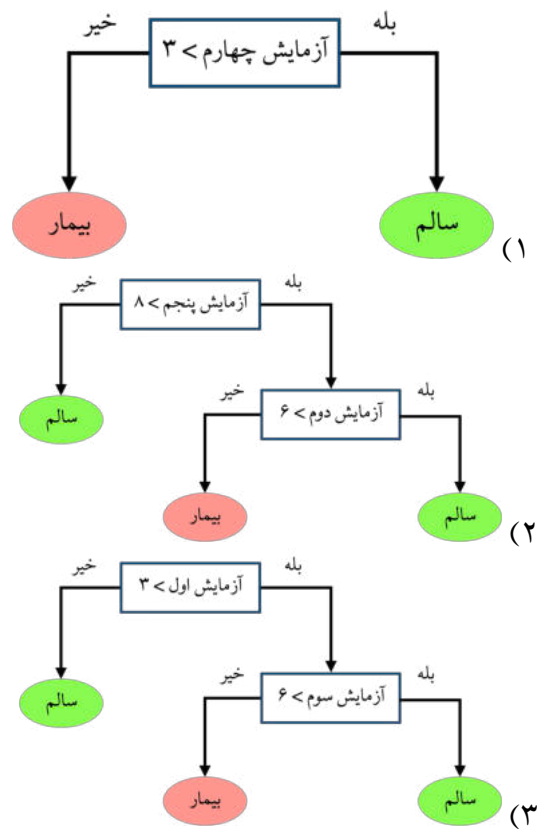 آزمایش چهارم > ۳
بله
خیر
سالم
بیمار
۱)
آزمایش پنجم > ۸
بله
خیر
سالم
آزمایش دوم > ۶
بله
خیر
سالم
بیمار
۲)
آزمایش اول > ۳
بله
خیر
سالم
آزمایش سوم > ۶
بله
خیر
سالم
بیمار
۳)